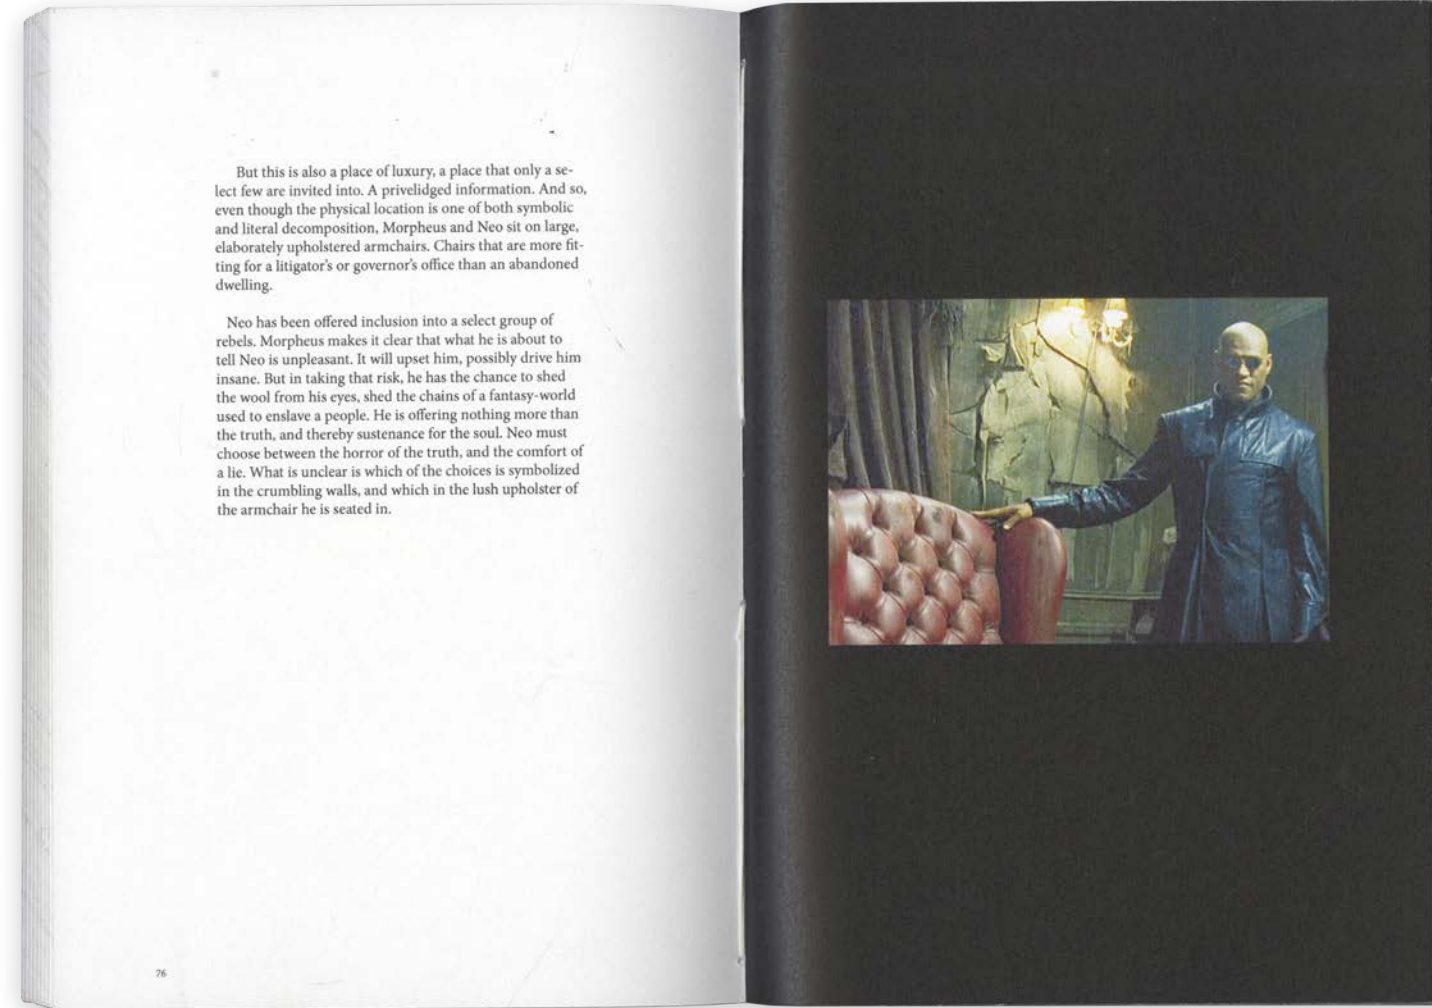 But this is also a place of luxury, a place that only a se-
lect few are invited into. A privelidged information. And so,
even though the physical location is one of both symbolic
and literal decomposition, Morpheus and Neo sit on large,
elaborately upholstered armchairs. Chairs that are more fit-
ting for a litigator's or governor's office than an abandoned
dwelling.
Neo has been offered inclusion into a select group of
rebels. Morpheus makes it clear that what he is about to
tell Neo is unpleasant. It will upset him, possibly drive him
insane. But in taking that risk, he has the chance to shed
the wool from his eyes, shed the chains of a fantasy-world
used to enslave a people. He is offering nothing more than
the truth, and thereby sustenance for the soul. Neo must
choose between the horror of the truth, and the comfort of
a lie. What is unclear is which of the choices is symbolized
in the crumbling walls, and which in the lush upholster of
the armchair he is seated in.
76